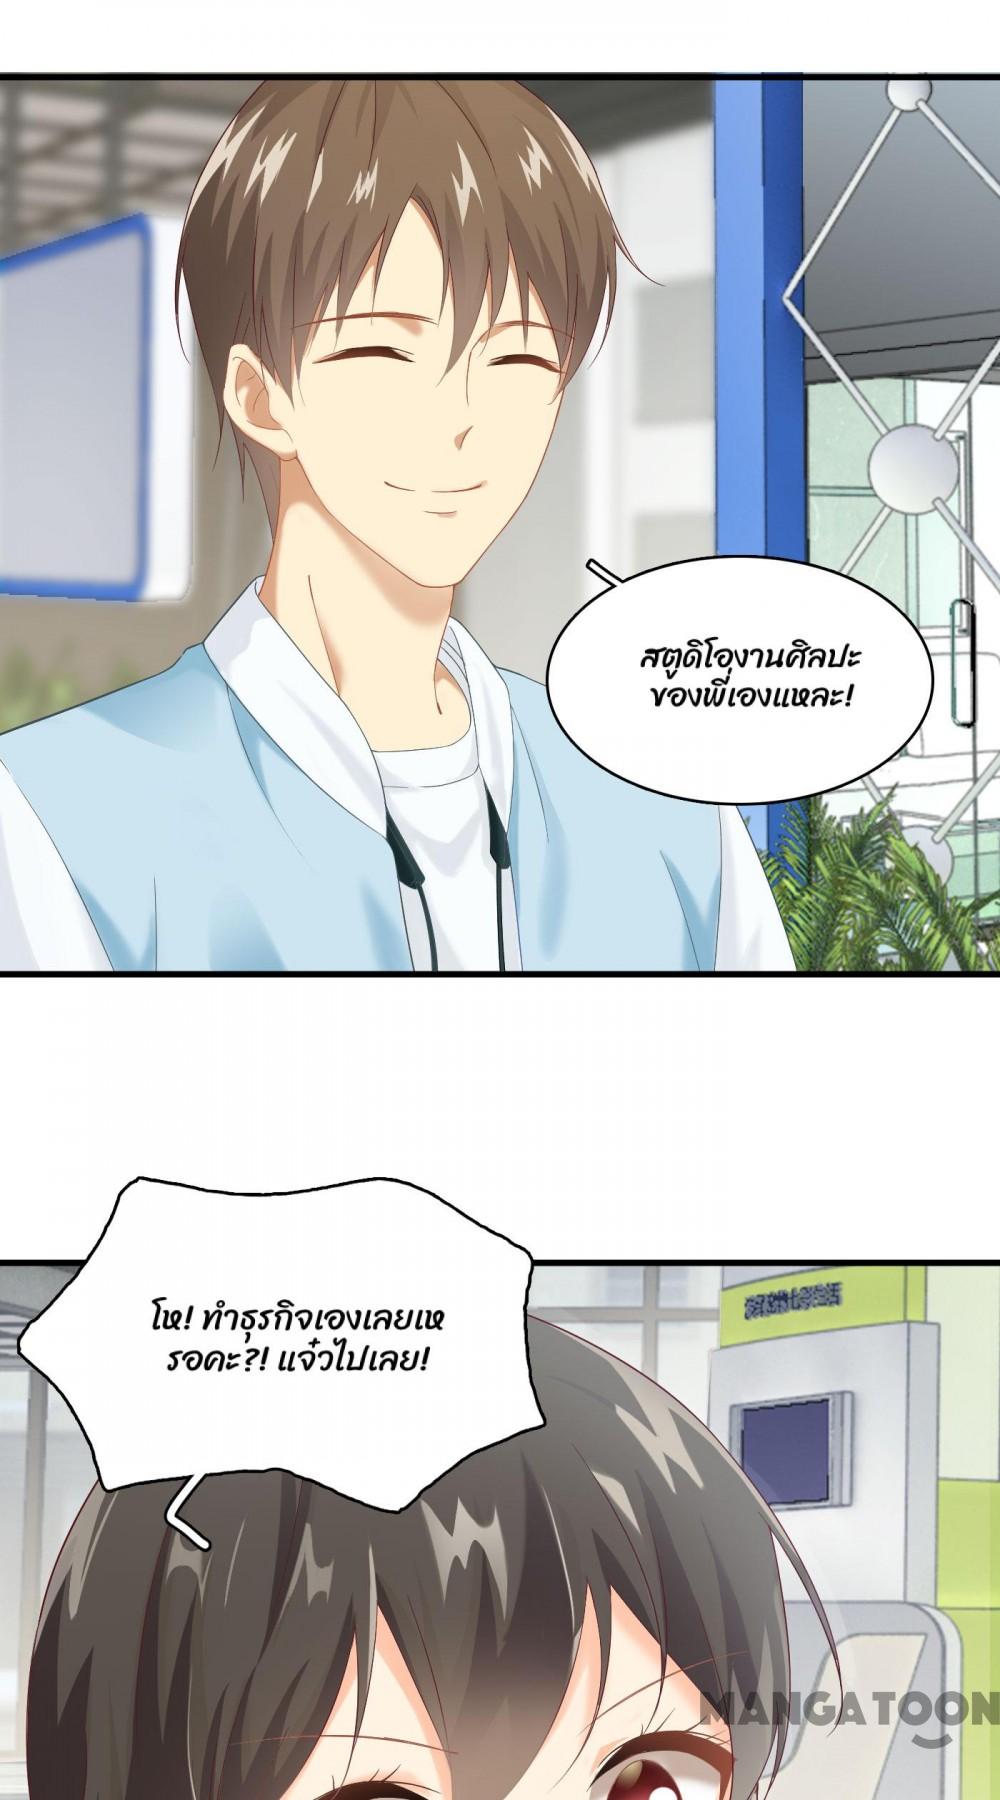 สตูดิโองานศิลปะ
ของพี่เองแหละ!
โห! ทำธุรกิจเองเลยเห
รอคะ?! แจ๋วไปเลย!
MANGATOON